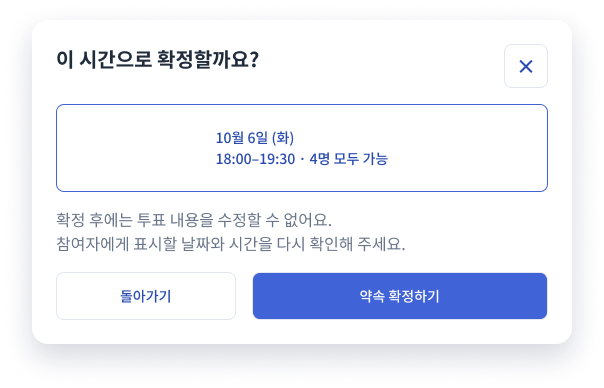 이 시간으로 확정할까요?
10월 6일 (화)
18:00–19:30 · 4명 모두 가능
확정 후에는 투표 내용을 수정할 수 없어요.
참여자에게 표시할 날짜와 시간을 다시 확인해 주세요.
돌아가기
약속 확정하기